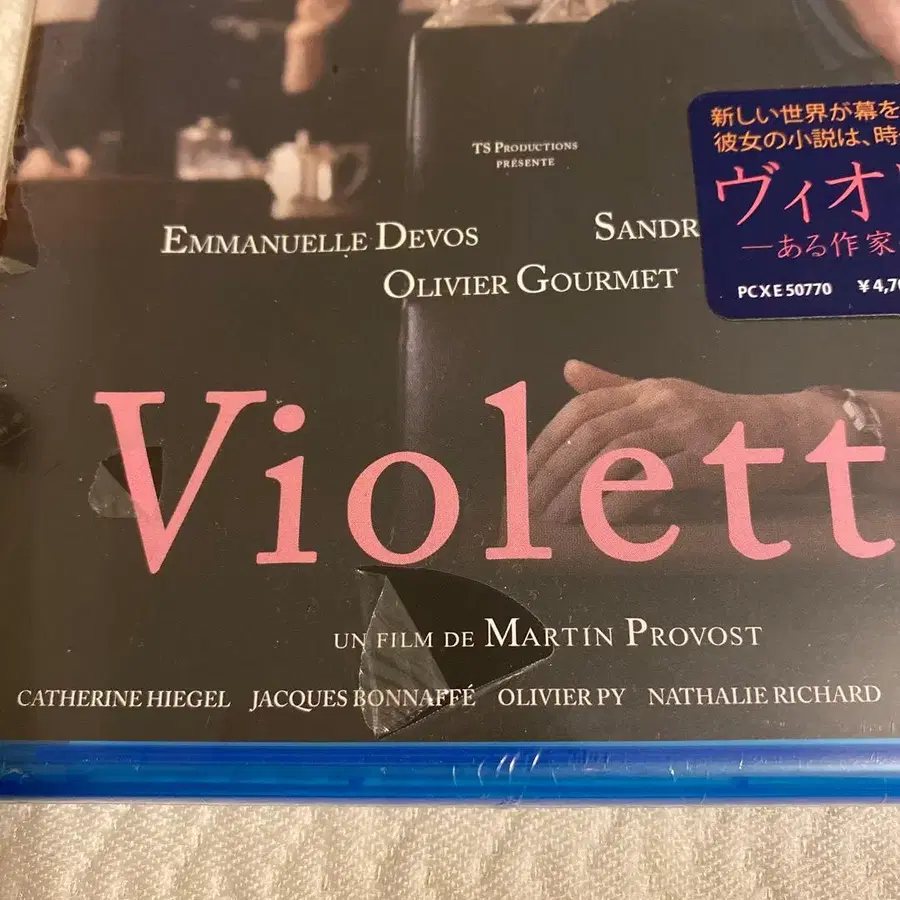 TS PRODUCTIONS
PRÉSENTE
EMMANUELLE DEVOS
SANDR
OLIVIER GOURMET
新しい世界が幕を
彼女の小説は、時
ヴィオ
—ある作家
PCXE 50770 ¥4,70
Violett
UN FILM DE MARTIN PROVOST
CATHERINE HIEGEL JACQUES BONNAFFÉ OLIVIER PY NATHALIE RICHARD